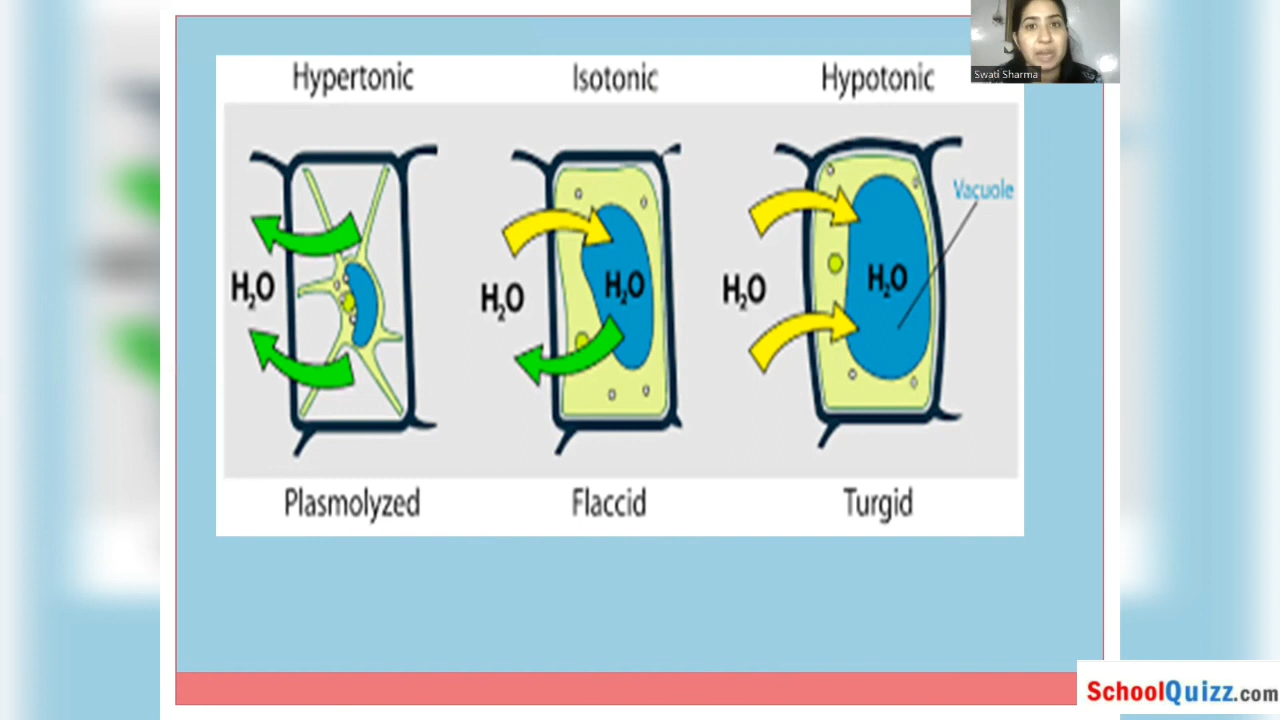 Swati Sharma
Hypertonic Isotonic Hypotonic
Vacuole
H₂O H₂O H₂O H₂O H₂O
Plasmolyzed Flaccid Turgid
SchoolQuizz.com